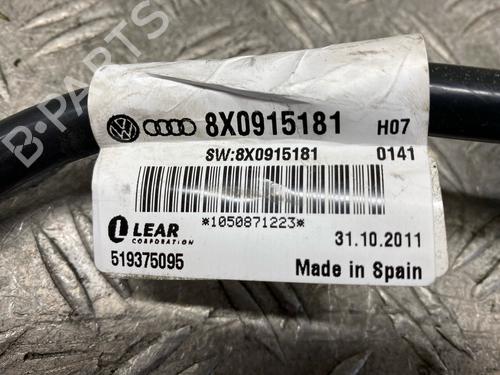 B-PARTS
8X0915181 H07
SW:8X0915181 0141
*1050871223*
LEAR
CORPORATION
31.10.2011
519375095
Made in Spain